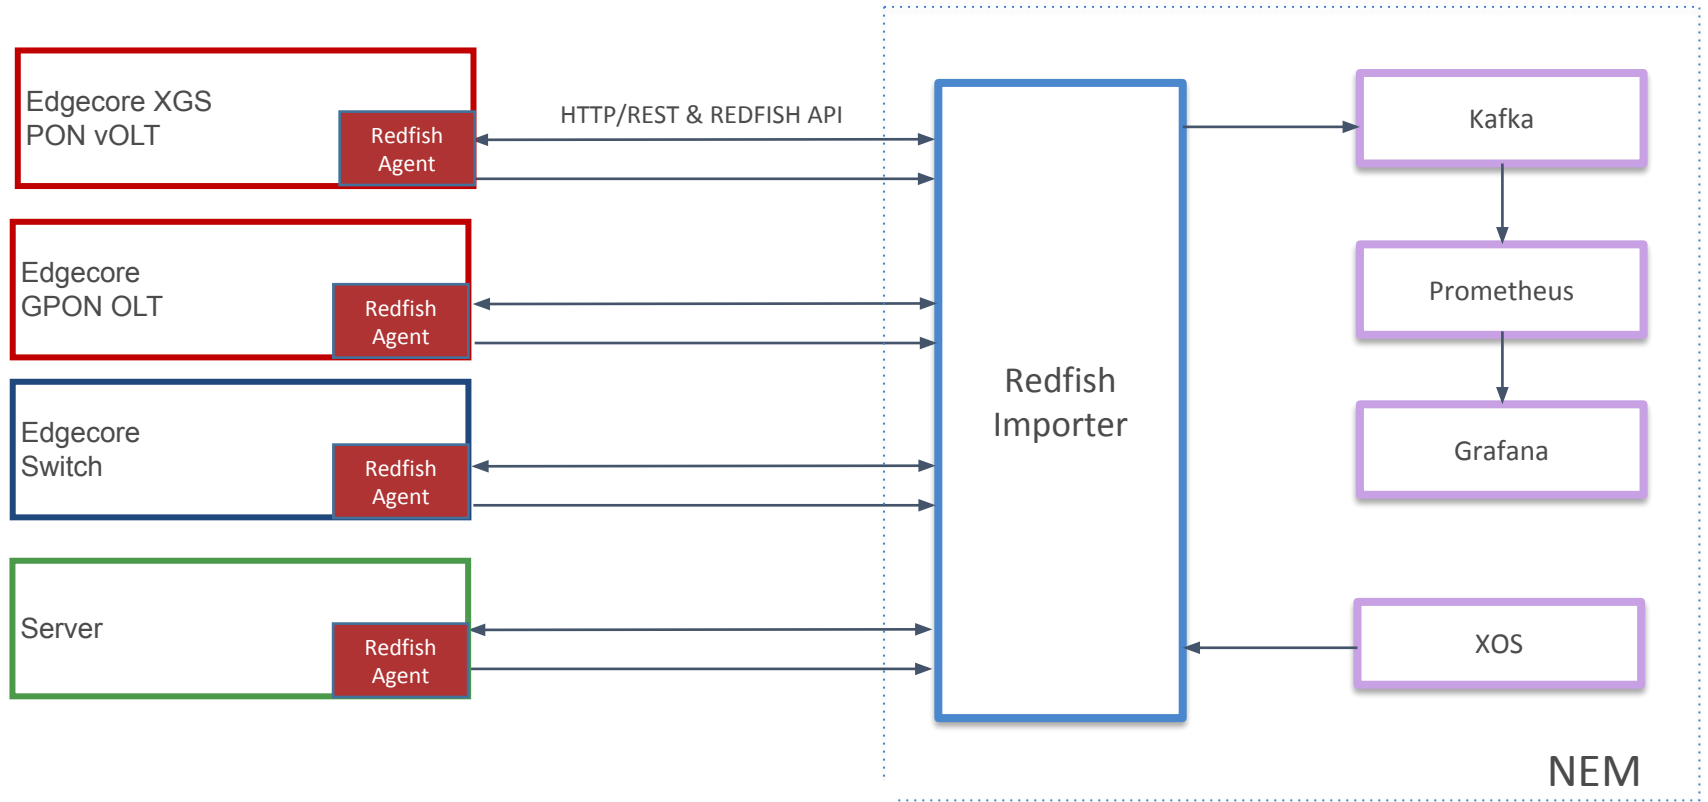 Edgecore XGS
PON vOLT
Redfish
Agent
HTTP/REST & REDFISH API
Edgecore
GPON OLT
Redfish
Agent
Edgecore
Switch
Redfish
Agent
Server
Redfish
Agent
Redfish
Importer
Kafka
Prometheus
Grafana
XOS
NEM